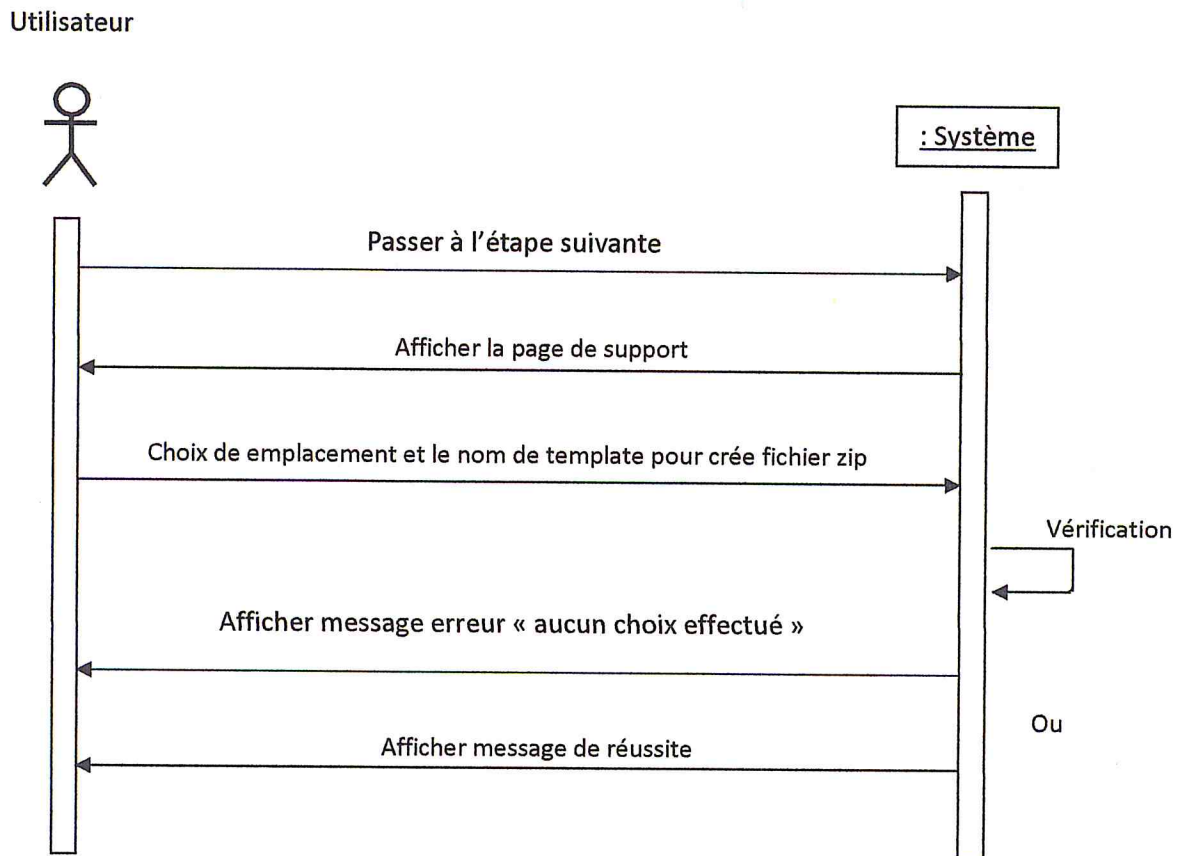 Utilisateur
: Système
Passer à l'étape suivante
Afficher la page de support
Choix de emplacement et le nom de template pour crée fichier zip
Vérification
Afficher message erreur « aucun choix effectué »
Ou
Afficher message de réussite